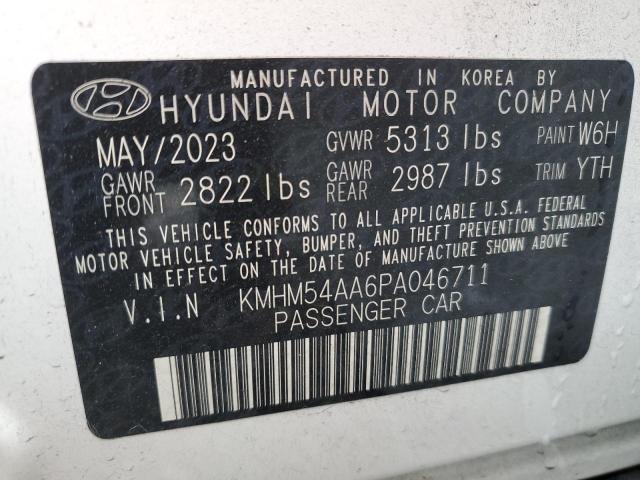 MANUFACTURED IN KOREA BY
HYUNDAI MOTOR COMPANY
MAY/2023 GVWR 5313 lbs PAINT W6H
GAWR FRONT 2822 lbs GAWR REAR 2987 lbs TRIM YTH
THIS VEHICLE CONFORMS TO ALL APPLICABLE U.S.A. FEDERAL
MOTOR VEHICLE SAFETY, BUMPER, AND THEFT PREVENTION STANDARDS
IN EFFECT ON THE DATE OF MANUFACTURE SHOWN ABOVE
V.I.N KMHM54AA6PA046711
PASSENGER CAR